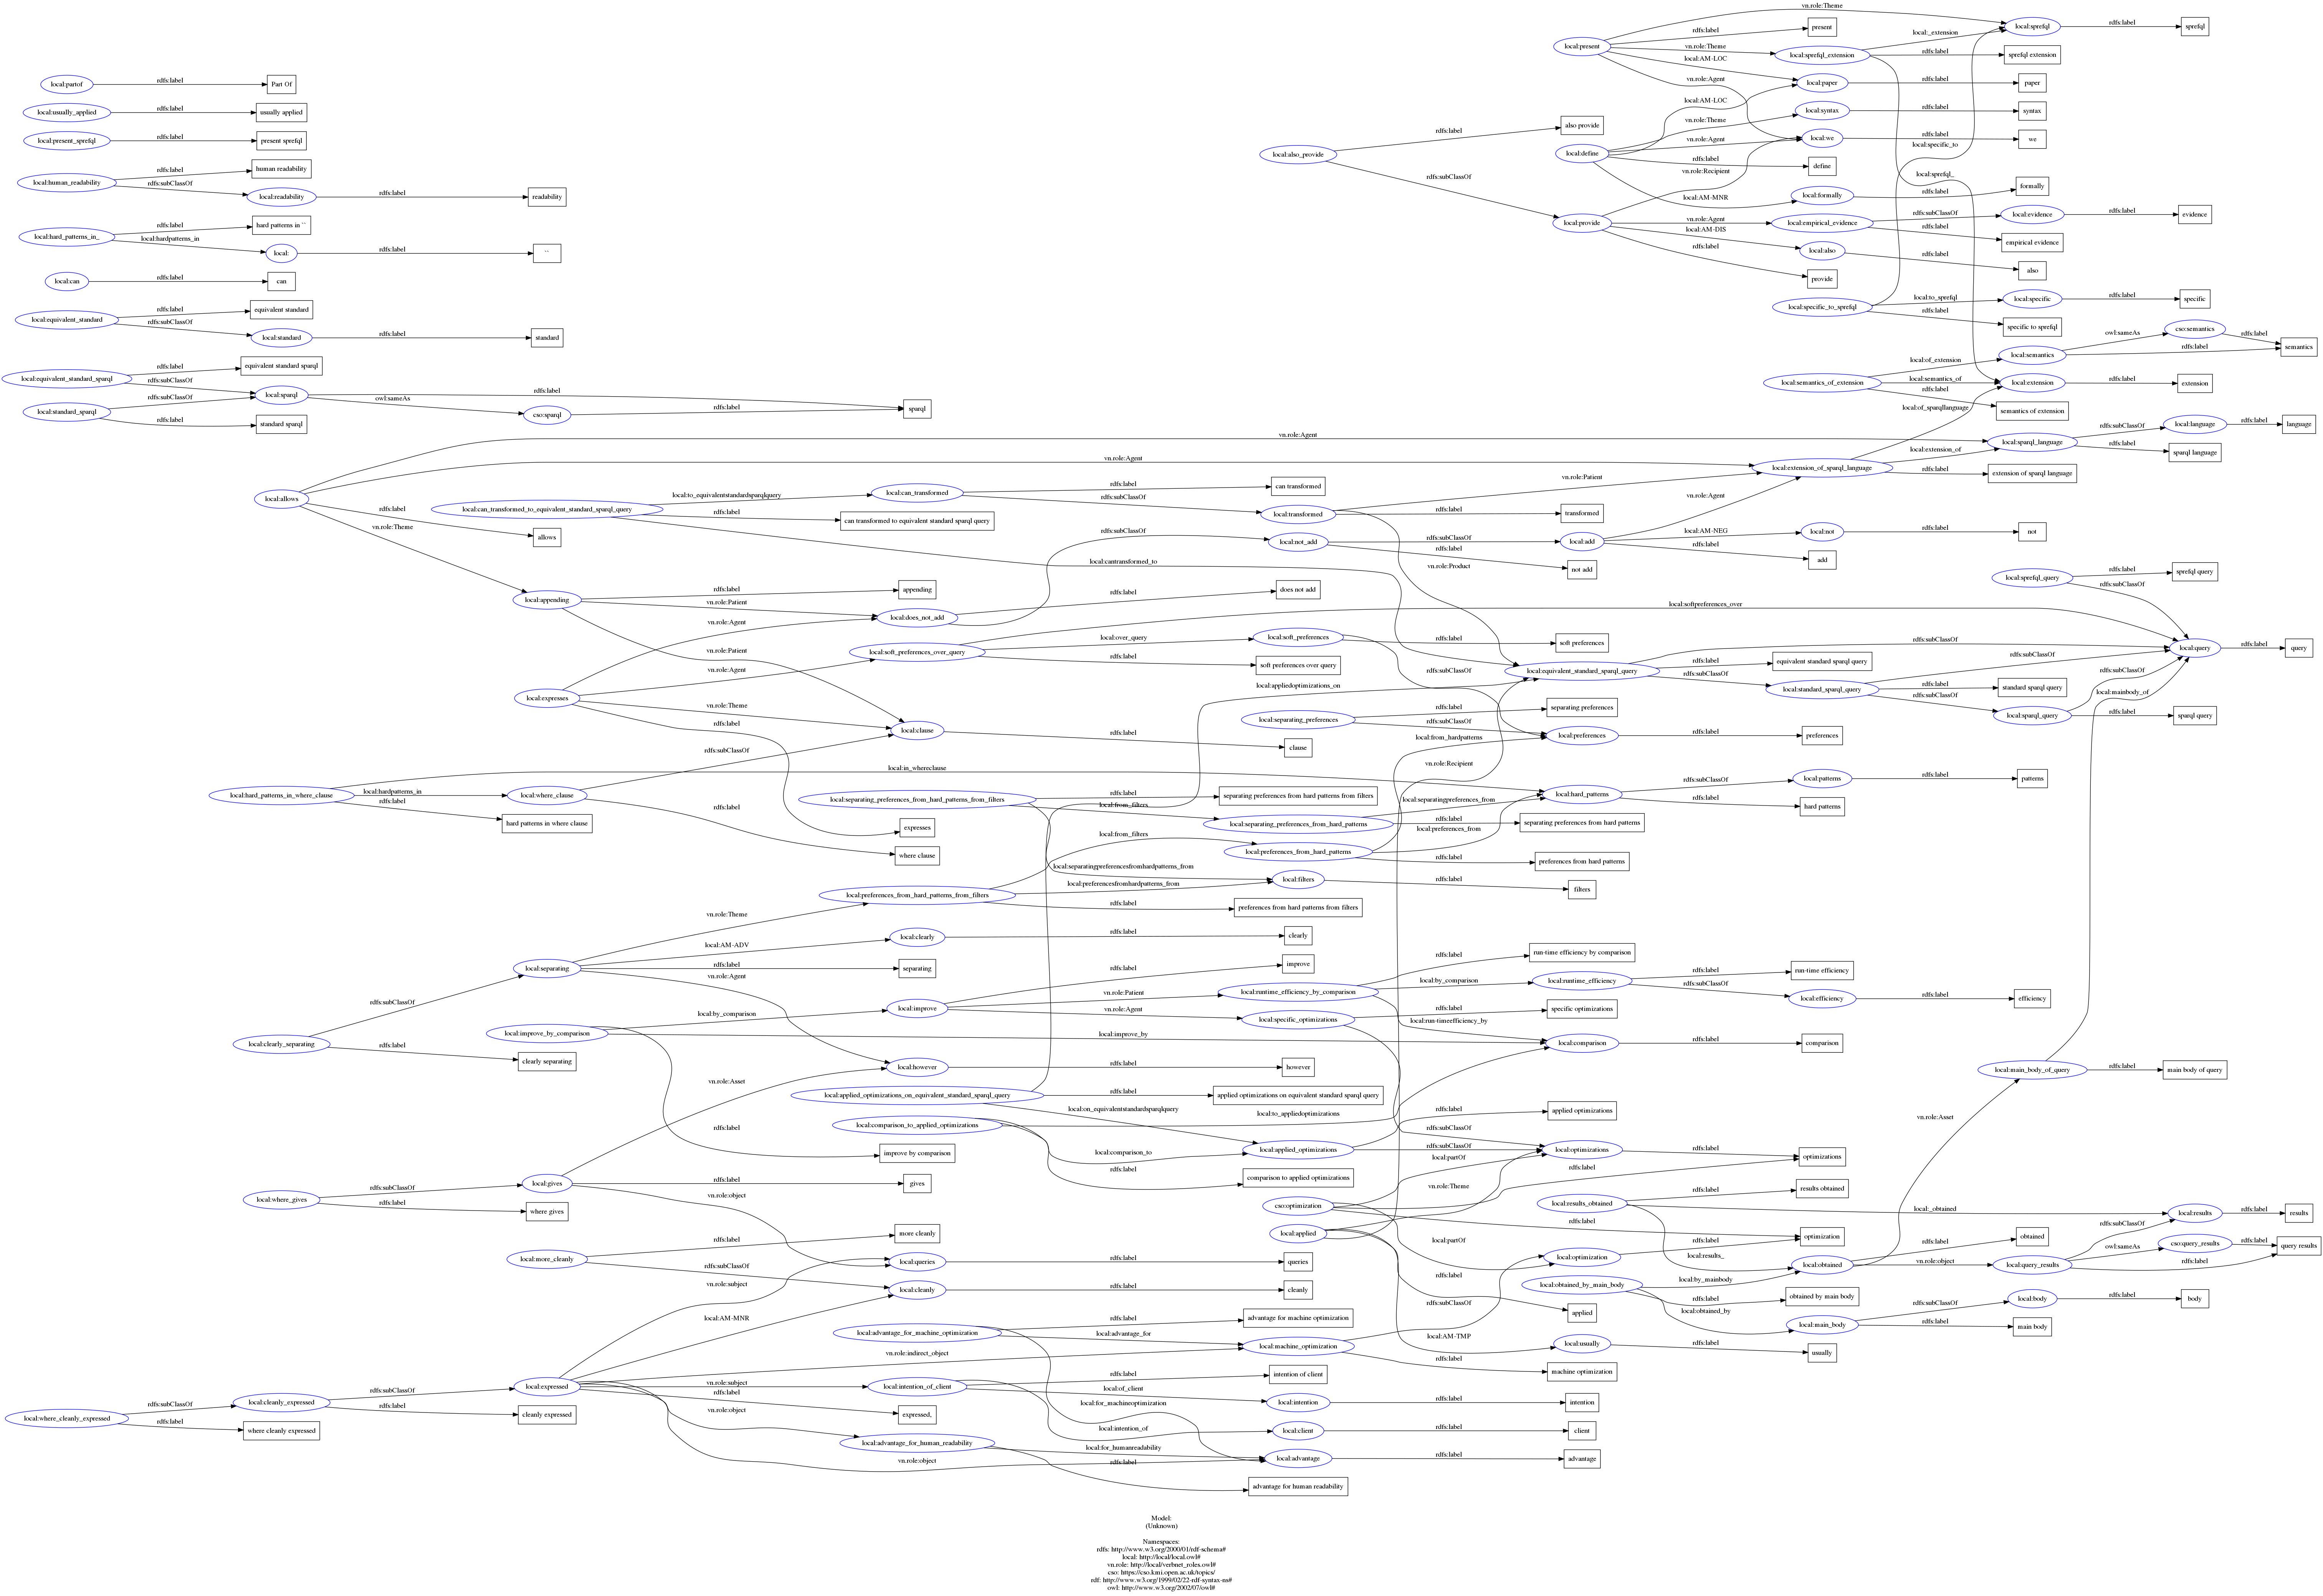 local:partof
rdfs:label
Part Of
local:usually_applied
rdfs:label
usually applied
local:present_sprefql
rdfs:label
present sprefql
local:human_readability
rdfs:label
human readability
rdfs:subClassOf
local:readability
rdfs:label
readability
local:hard_patterns_in_
rdfs:label
hard patterns in ``
local:hardpatterns_in
local:
rdfs:label
``
local:can
rdfs:label
can
local:equivalent_standard
rdfs:label
equivalent standard
rdfs:subClassOf
local:standard
rdfs:label
standard
local:equivalent_standard_sparql
rdfs:label
equivalent standard sparql
rdfs:subClassOf
local:sparql
rdfs:label
owl:sameAs
cso:sparql
rdfs:label
sparql
local:standard_sparql
rdfs:subClassOf
rdfs:label
standard sparql
local:present
vn.role:Theme
rdfs:label
present
vn.role:Theme
local:AM-LOC
vn.role:Agent
local:sprefql_extension
local:_extension
rdfs:label
sprefql extension
local:sprefql_
local:sprefql
rdfs:label
sprefql
local:paper
rdfs:label
paper
local:also_provide
rdfs:label
also provide
rdfs:subClassOf
local:define
local:AM-LOC
vn.role:Theme
vn.role:Agent
rdfs:label
define
local:AM-MNR
local:syntax
rdfs:label
syntax
local:we
rdfs:label
we
local:formally
rdfs:label
formally
local:provide
vn.role:Recipient
vn.role:Agent
local:AM-DIS
rdfs:label
provide
local:empirical_evidence
rdfs:subClassOf
local:evidence
rdfs:label
evidence
rdfs:label
empirical evidence
local:also
rdfs:label
also
local:specific_to_sprefql
local:specific_to
local:to_sprefql
local:specific
rdfs:label
specific
rdfs:label
specific to sprefql
local:semantics_of_extension
local:of_extension
local:semantics
owl:sameAs
cso:semantics
rdfs:label
rdfs:label
semantics
local:semantics_of
local:extension
rdfs:label
extension
rdfs:label
semantics of extension
local:allows
vn.role:Agent
vn.role:Agent
rdfs:label
allows
vn.role:Theme
local:sparql_language
rdfs:subClassOf
local:language
rdfs:label
language
rdfs:label
sparql language
local:extension_of_sparql_language
local:of_sparqllanguage
local:extension_of
rdfs:label
extension of sparql language
local:can_transformed_to_equivalent_standard_sparql_query
local:to_equivalentstandardsparqlquery
local:can_transformed
rdfs:label
can transformed
rdfs:subClassOf
rdfs:label
can transformed to equivalent standard sparql query
local:cantransformed_to
local:transformed
vn.role:Patient
rdfs:label
transformed
vn.role:Product
local:not_add
rdfs:subClassOf
rdfs:label
not add
local:add
vn.role:Agent
local:AM-NEG
local:not
rdfs:label
not
rdfs:label
add
local:appending
rdfs:label
appending
vn.role:Patient
vn.role:Patient
local:does_not_add
rdfs:subClassOf
rdfs:label
does not add
local:expresses
vn.role:Agent
vn.role:Agent
vn.role:Theme
rdfs:label
expresses
local:soft_preferences_over_query
local:softpreferences_over
local:over_query
local:soft_preferences
rdfs:label
soft preferences
rdfs:subClassOf
rdfs:label
soft preferences over query
local:clause
rdfs:label
clause
local:sprefql_query
rdfs:label
sprefql query
rdfs:subClassOf
local:query
rdfs:label
query
local:equivalent_standard_sparql_query
rdfs:subClassOf
rdfs:label
equivalent standard sparql query
rdfs:subClassOf
local:standard_sparql_query
rdfs:subClassOf
rdfs:label
standard sparql query
rdfs:subClassOf
local:sparql_query
rdfs:subClassOf
rdfs:label
sparql query
local:mainbody_of
local:appliedoptimizations_on
local:separating_preferences
rdfs:label
separating preferences
rdfs:subClassOf
local:preferences
rdfs:label
preferences
local:from_hardpatterns
vn.role:Recipient
local:hard_patterns_in_where_clause
local:in_whereclause
local:hardpatterns_in
rdfs:label
hard patterns in where clause
local:where_clause
rdfs:subClassOf
rdfs:label
where clause
local:hard_patterns
rdfs:subClassOf
local:patterns
rdfs:label
patterns
rdfs:label
hard patterns
local:separating_preferences_from_hard_patterns_from_filters
rdfs:label
separating preferences from hard patterns from filters
local:from_filters
local:separatingpreferencesfromhardpatterns_from
local:separating_preferences_from_hard_patterns
local:separatingpreferences_from
rdfs:label
separating preferences from hard patterns
local:preferences_from_hard_patterns
local:preferences_from
rdfs:label
preferences from hard patterns
local:preferences_from_hard_patterns_from_filters
local:from_filters
local:preferencesfromhardpatterns_from
rdfs:label
preferences from hard patterns from filters
local:filters
rdfs:label
filters
local:separating
vn.role:Theme
local:AM-ADV
rdfs:label
separating
vn.role:Agent
local:clearly
rdfs:label
clearly
local:clearly_separating
rdfs:subClassOf
rdfs:label
clearly separating
local:improve_by_comparison
local:by_comparison
local:improve_by
rdfs:label
improve by comparison
local:improve
rdfs:label
improve
vn.role:Patient
vn.role:Agent
local:runtime_efficiency_by_comparison
rdfs:label
run-time efficiency by comparison
local:by_comparison
local:run-timeefficiency_by
local:runtime_efficiency
rdfs:label
run-time efficiency
rdfs:subClassOf
local:efficiency
rdfs:label
efficiency
local:specific_optimizations
rdfs:label
specific optimizations
rdfs:subClassOf
local:comparison
rdfs:label
comparison
local:however
rdfs:label
however
local:applied_optimizations_on_equivalent_standard_sparql_query
rdfs:label
applied optimizations on equivalent standard sparql query
local:on_equivalentstandardsparqlquery
local:comparison_to_applied_optimizations
local:to_appliedoptimizations
local:comparison_to
rdfs:label
comparison to applied optimizations
local:applied_optimizations
rdfs:label
applied optimizations
rdfs:subClassOf
local:optimizations
rdfs:label
optimizations
local:where_gives
rdfs:subClassOf
rdfs:label
where gives
local:gives
vn.role:Asset
rdfs:label
gives
vn.role:object
cso:optimization
local:partOf
rdfs:label
rdfs:label
local:partOf
local:applied
vn.role:Theme
rdfs:label
applied
local:AM-TMP
local:optimization
rdfs:label
optimization
local:main_body_of_query
rdfs:label
main body of query
vn.role:Asset
local:results_obtained
rdfs:label
results obtained
local:_obtained
local:results_
local:results
rdfs:label
results
local:obtained
rdfs:label
obtained
vn.role:object
local:query_results
rdfs:subClassOf
owl:sameAs
cso:query_results
rdfs:label
rdfs:label
query results
local:obtained_by_main_body
local:by_mainbody
rdfs:label
obtained by main body
local:obtained_by
local:main_body
rdfs:subClassOf
local:body
rdfs:label
body
rdfs:label
main body
local:usually
rdfs:label
usually
local:more_cleanly
rdfs:label
more cleanly
rdfs:subClassOf
local:queries
rdfs:label
queries
local:cleanly
rdfs:label
cleanly
local:advantage_for_machine_optimization
rdfs:label
advantage for machine optimization
local:advantage_for
local:for_machineoptimization
local:machine_optimization
rdfs:subClassOf
rdfs:label
machine optimization
local:where_cleanly_expressed
rdfs:subClassOf
rdfs:label
where cleanly expressed
local:cleanly_expressed
rdfs:subClassOf
rdfs:label
cleanly expressed
local:expressed
vn.role:subject
local:AM-MNR
vn.role:indirect_object
vn.role:subject
rdfs:label
expressed,
vn.role:object
vn.role:object
local:intention_of_client
rdfs:label
intention of client
local:of_client
local:intention_of
local:intention
rdfs:label
intention
local:client
rdfs:label
client
local:advantage_for_human_readability
local:for_humanreadability
rdfs:label
advantage for human readability
local:advantage
rdfs:label
advantage
Model:
(Unknown)
Namespaces:
rdfs: http://www.w3.org/2000/01/rdf-schema#
local: http://local/local.owl#
vn.role: http://local/verbnet_roles.owl#
cso: https://cso.kmi.open.ac.uk/topics/
rdf: http://www.w3.org/1999/02/22-rdf-syntax-ns#
owl: http://www.w3.org/2002/07/owl#